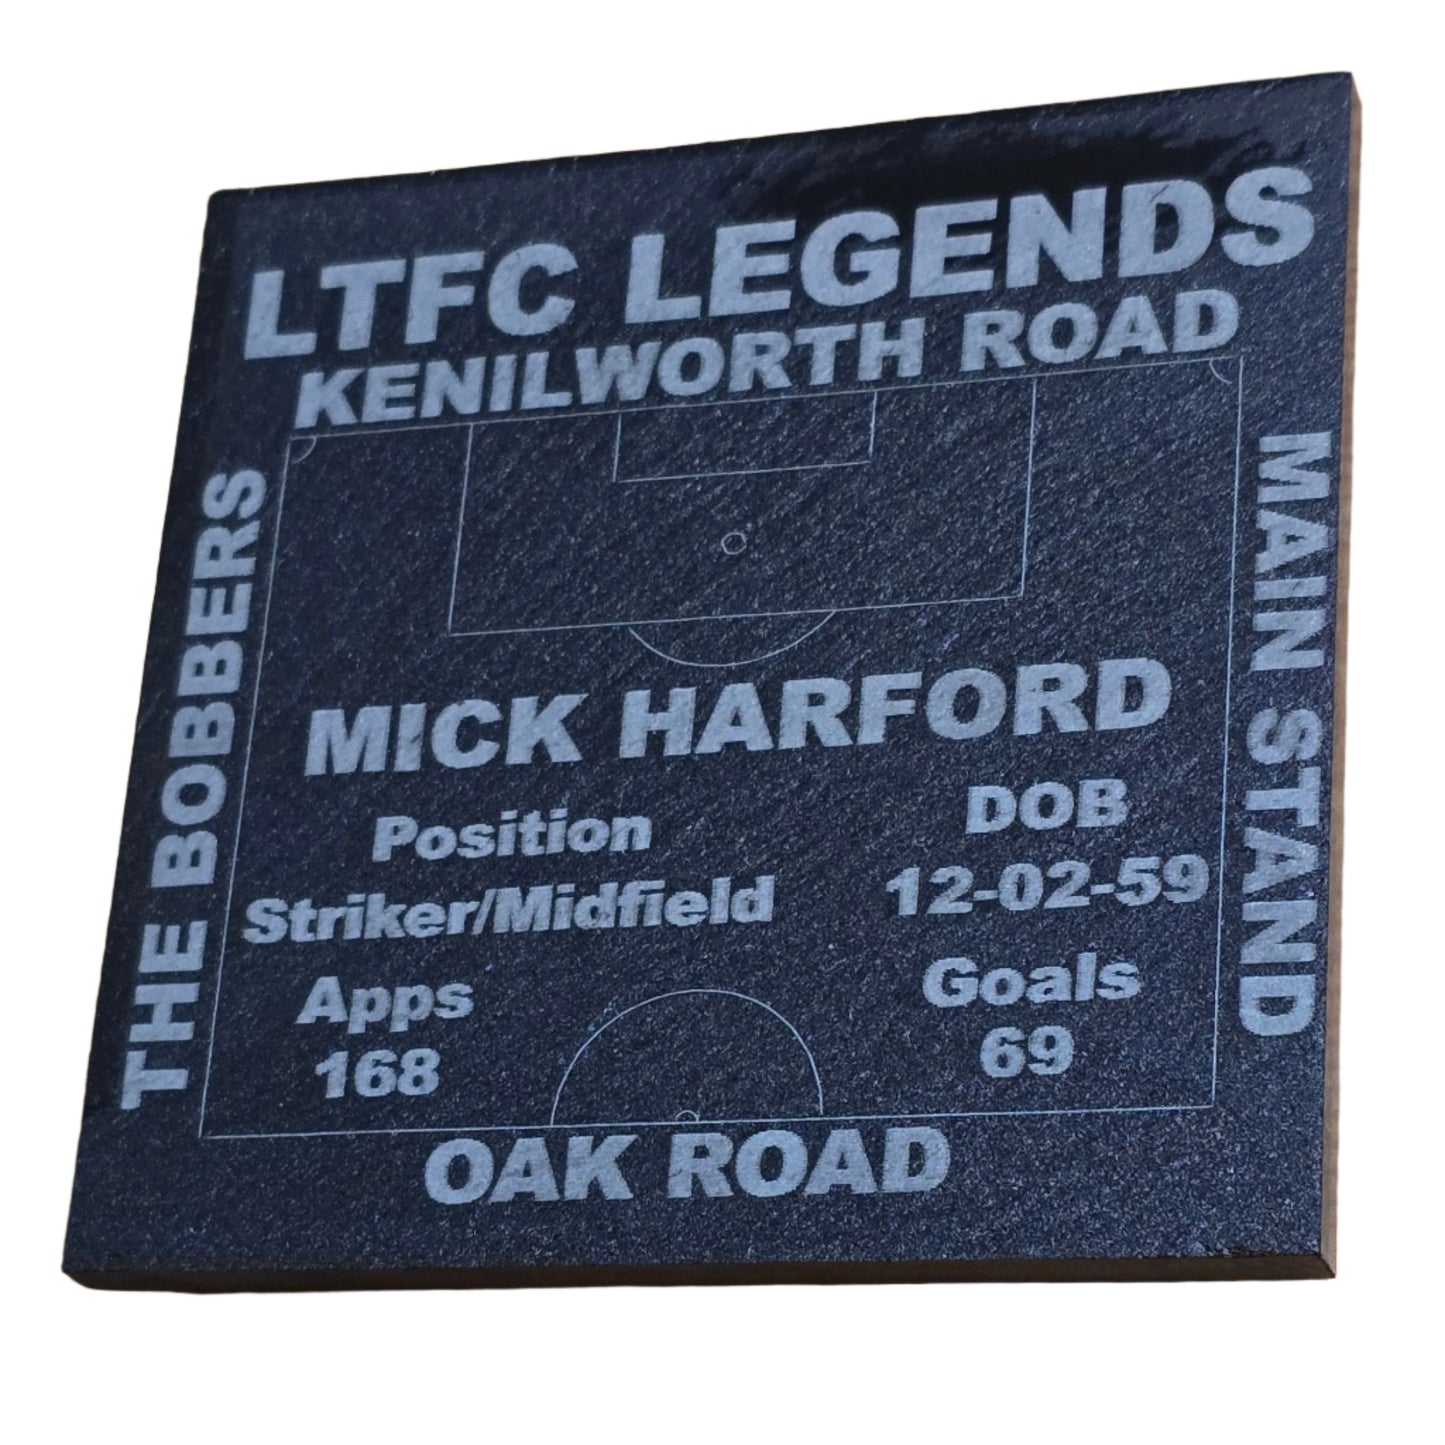 LTFC LEGENDS
KENILWORTH ROAD
THE BOBBERS
MAIN STAND
MICK HARFORD
Position
Striker/Midfield
DOB
12-02-59
Apps
168
Goals
69
OAK ROAD